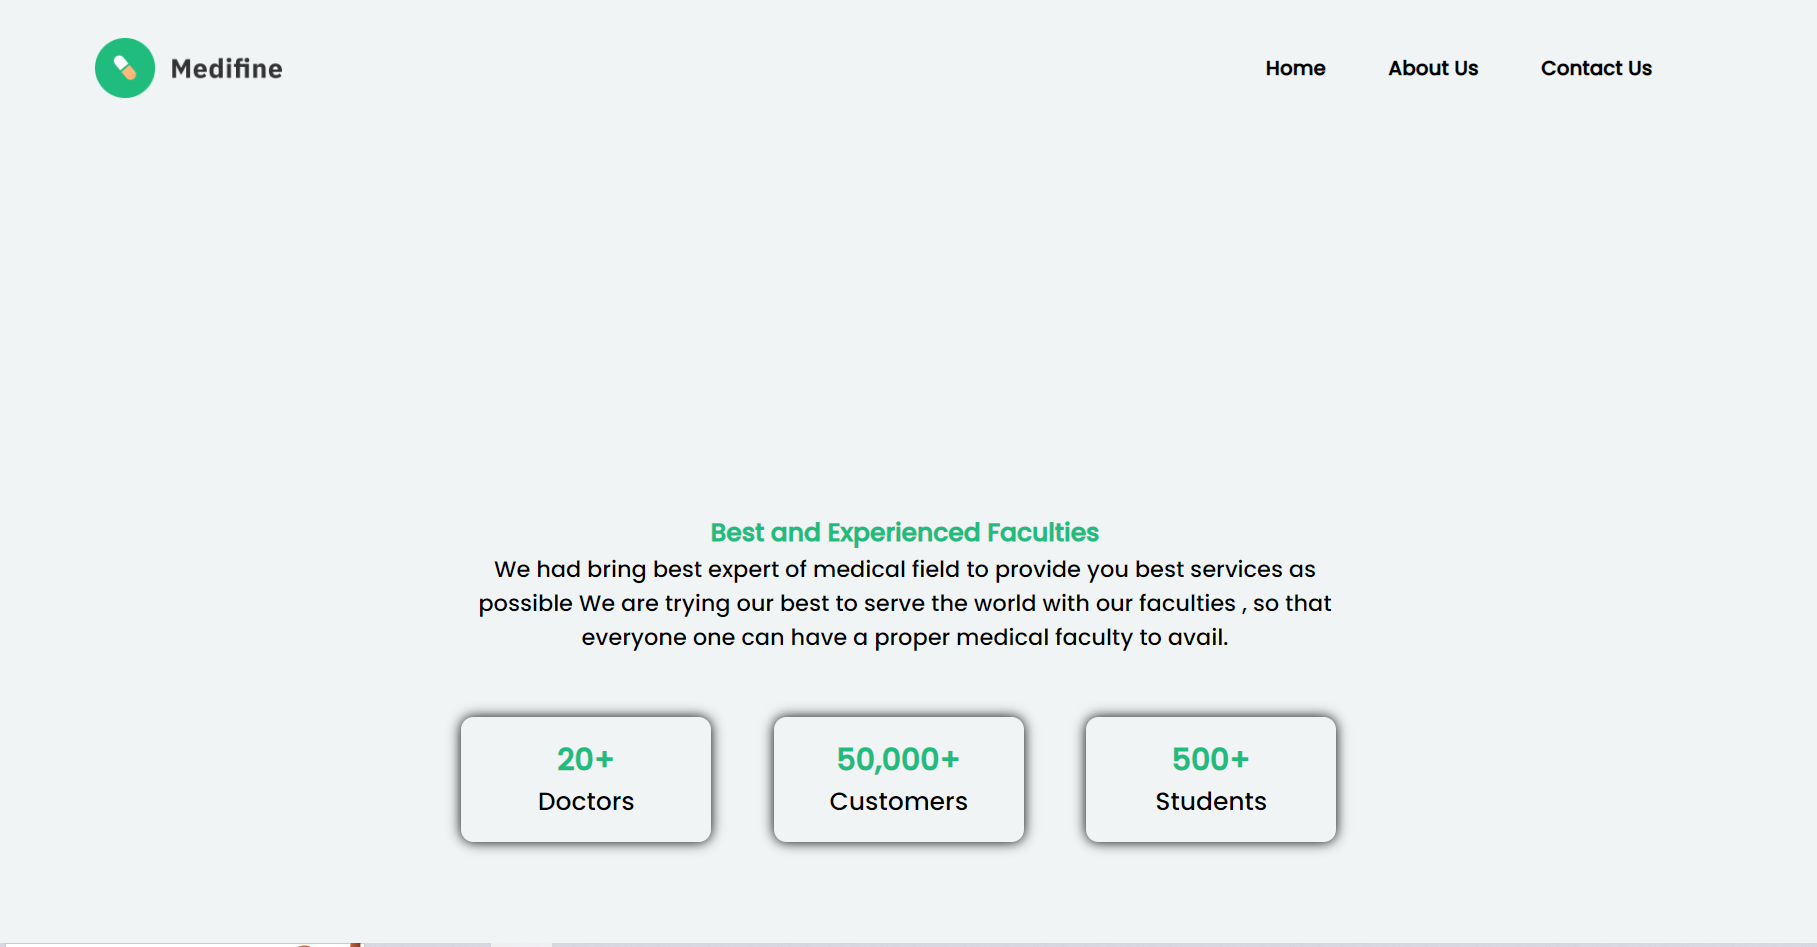 Medifine
Home
About Us
Contact Us
Best and Experienced Faculties
We had bring best expert of medical field to provide you best services as
possible We are trying our best to serve the world with our faculties , so that
everyone one can have a proper medical faculty to avail.
20+
Doctors
50,000+
Customers
500+
Students